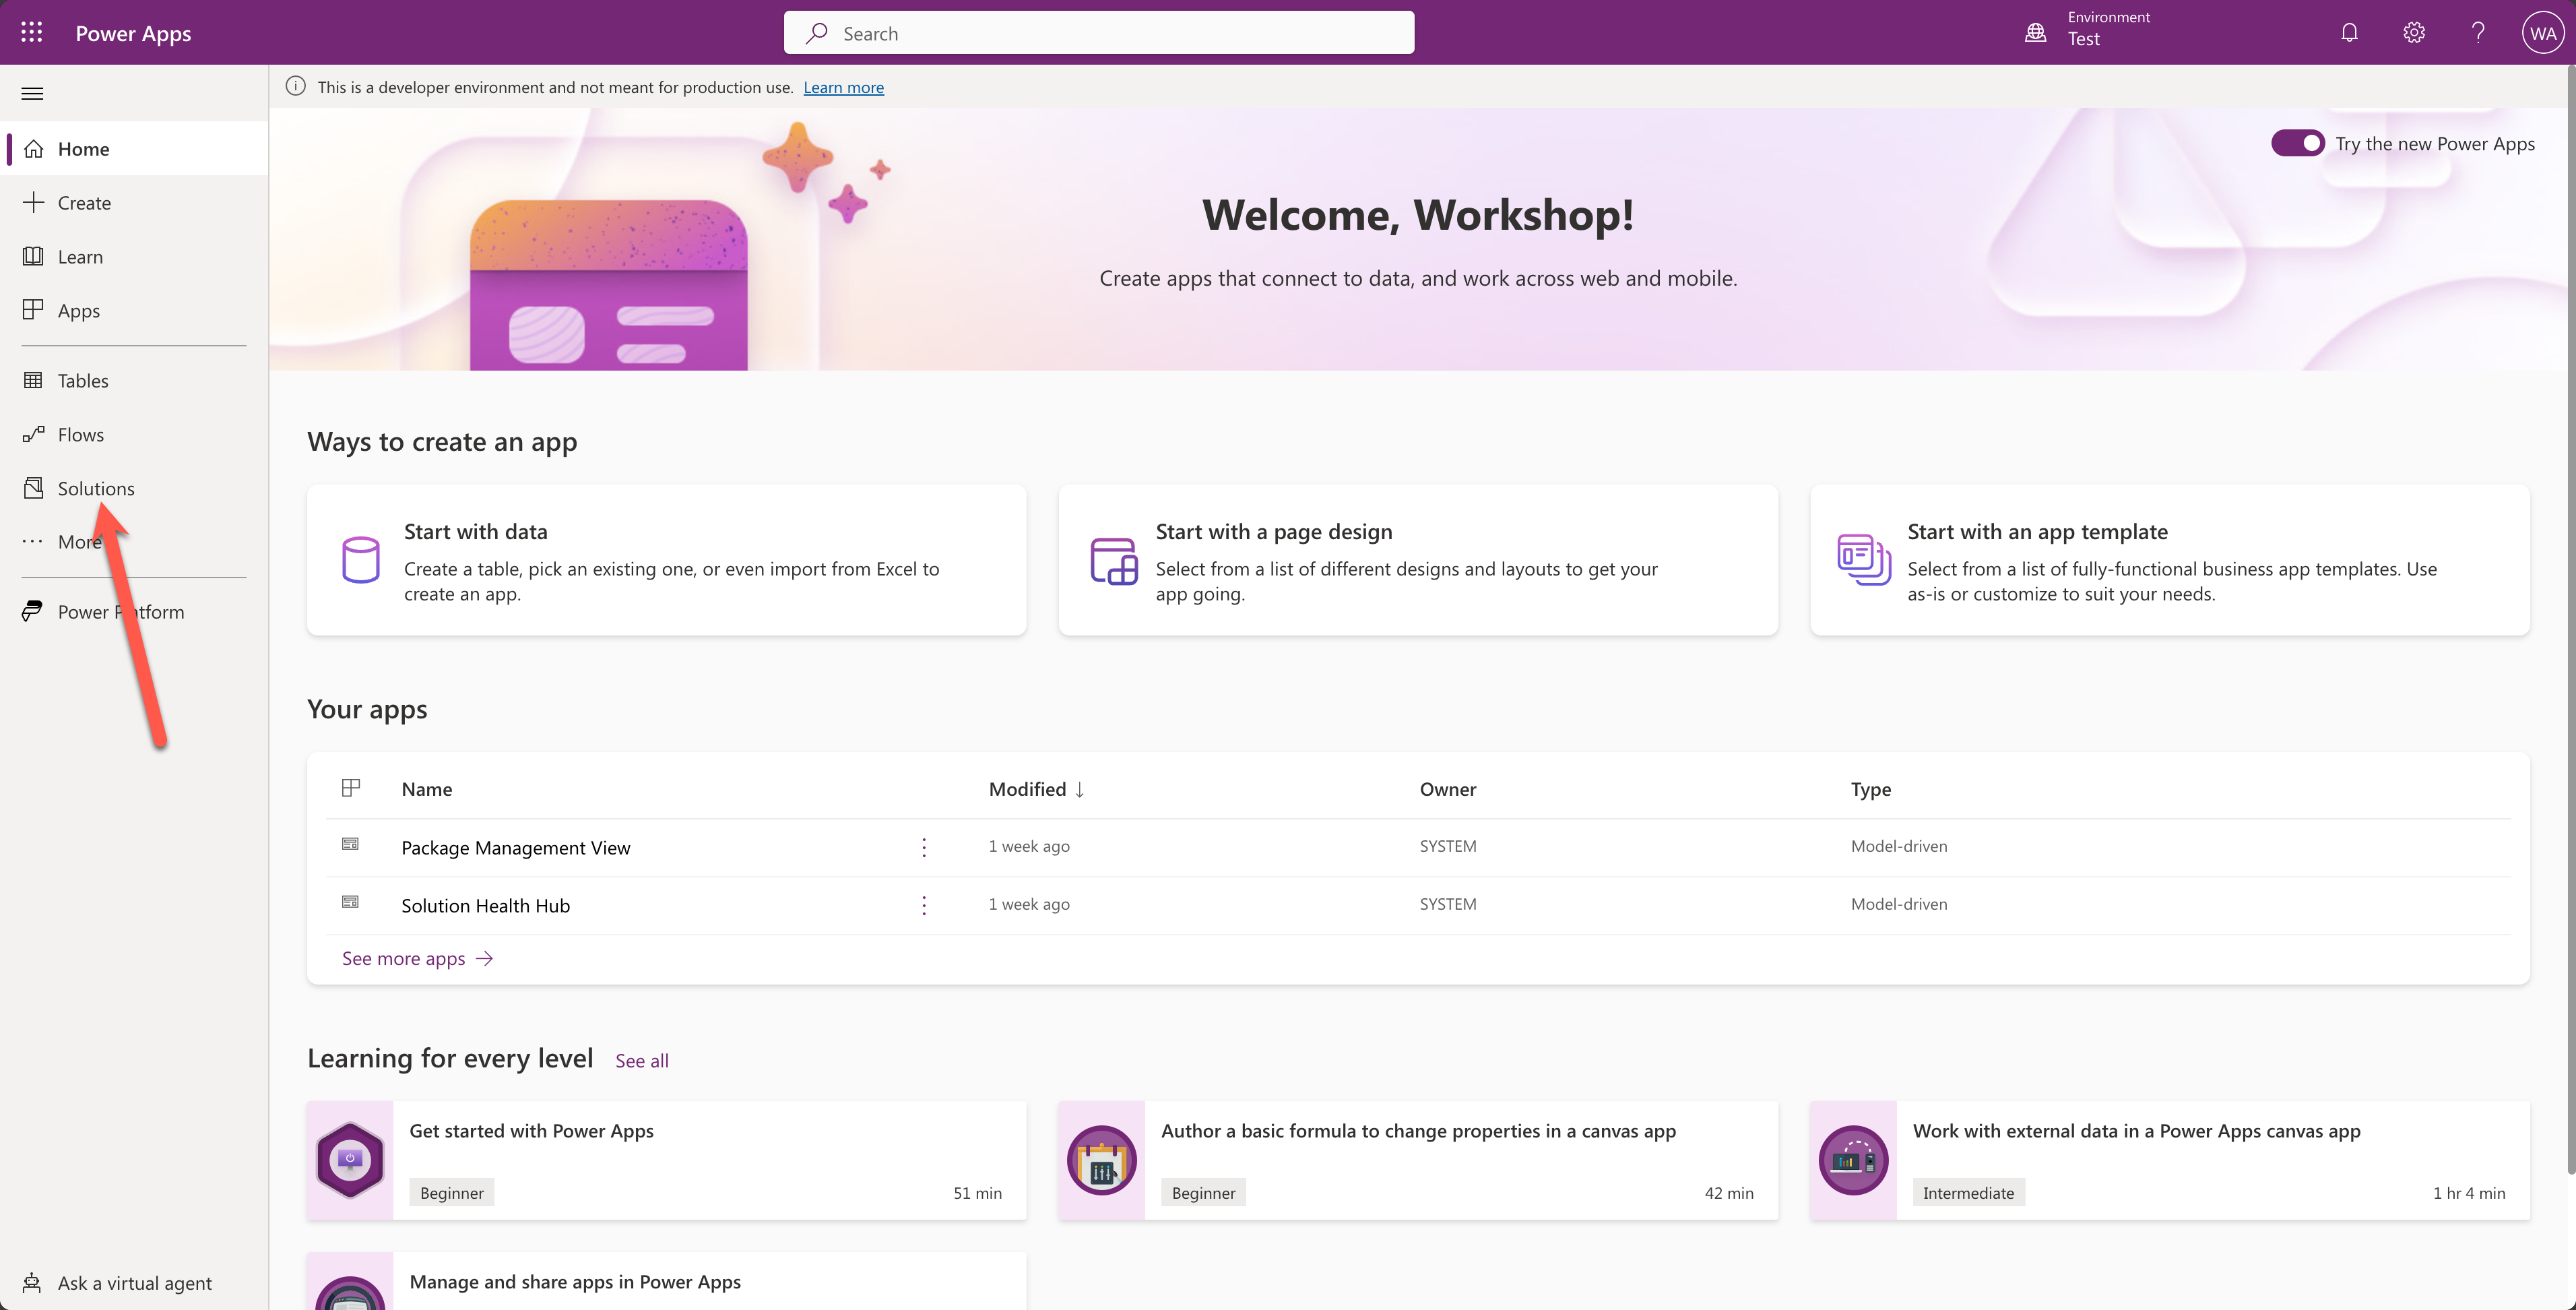 Power Apps
Search
Environment
Test
WA
This is a developer environment and not meant for production use. Learn more
Home
Create
Learn
Apps
Tables
Flows
Solutions
More
Power Platform
Ask a virtual agent
Try the new Power Apps
Welcome, Workshop!
Create apps that connect to data, and work across web and mobile.
Ways to create an app
Start with data
Create a table, pick an existing one, or even import from Excel to
create an app.
Start with a page design
Select from a list of different designs and layouts to get your
app going.
Start with an app template
Select from a list of fully-functional business app templates. Use
as-is or customize to suit your needs.
Your apps
Name Modified ↓ Owner Type
Package Management View 1 week ago SYSTEM Model-driven
Solution Health Hub 1 week ago SYSTEM Model-driven
See more apps →
Learning for every level See all
Get started with Power Apps
Beginner 51 min
Author a basic formula to change properties in a canvas app
Beginner 42 min
Work with external data in a Power Apps canvas app
Intermediate 1 hr 4 min
Manage and share apps in Power Apps